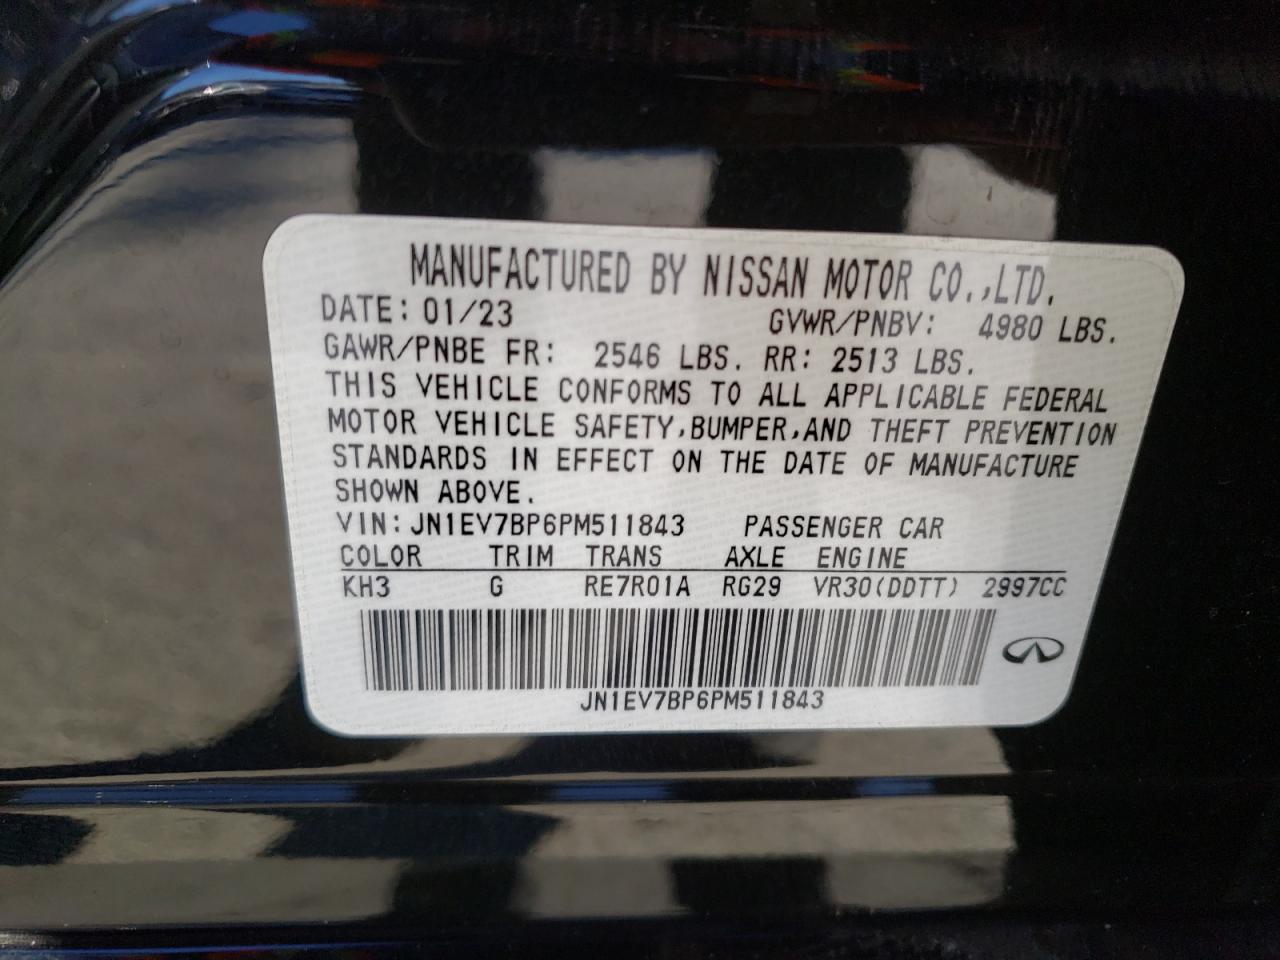 MANUFACTURED BY NISSAN MOTOR CO.,LTD.
DATE: 01/23 GVWR/PNBV: 4980 LBS.
GAWR/PNBE FR: 2546 LBS. RR: 2513 LBS.
THIS VEHICLE CONFORMS TO ALL APPLICABLE FEDERAL
MOTOR VEHICLE SAFETY,BUMPER,AND THEFT PREVENTION
STANDARDS IN EFFECT ON THE DATE OF MANUFACTURE
SHOWN ABOVE.
VIN: JN1EV7BP6PM511843 PASSENGER CAR
COLOR TRIM TRANS AXLE ENGINE
KH3 G RE7R01A RG29 VR30(DDTT) 2997CC
JN1EV7BP6PM511843